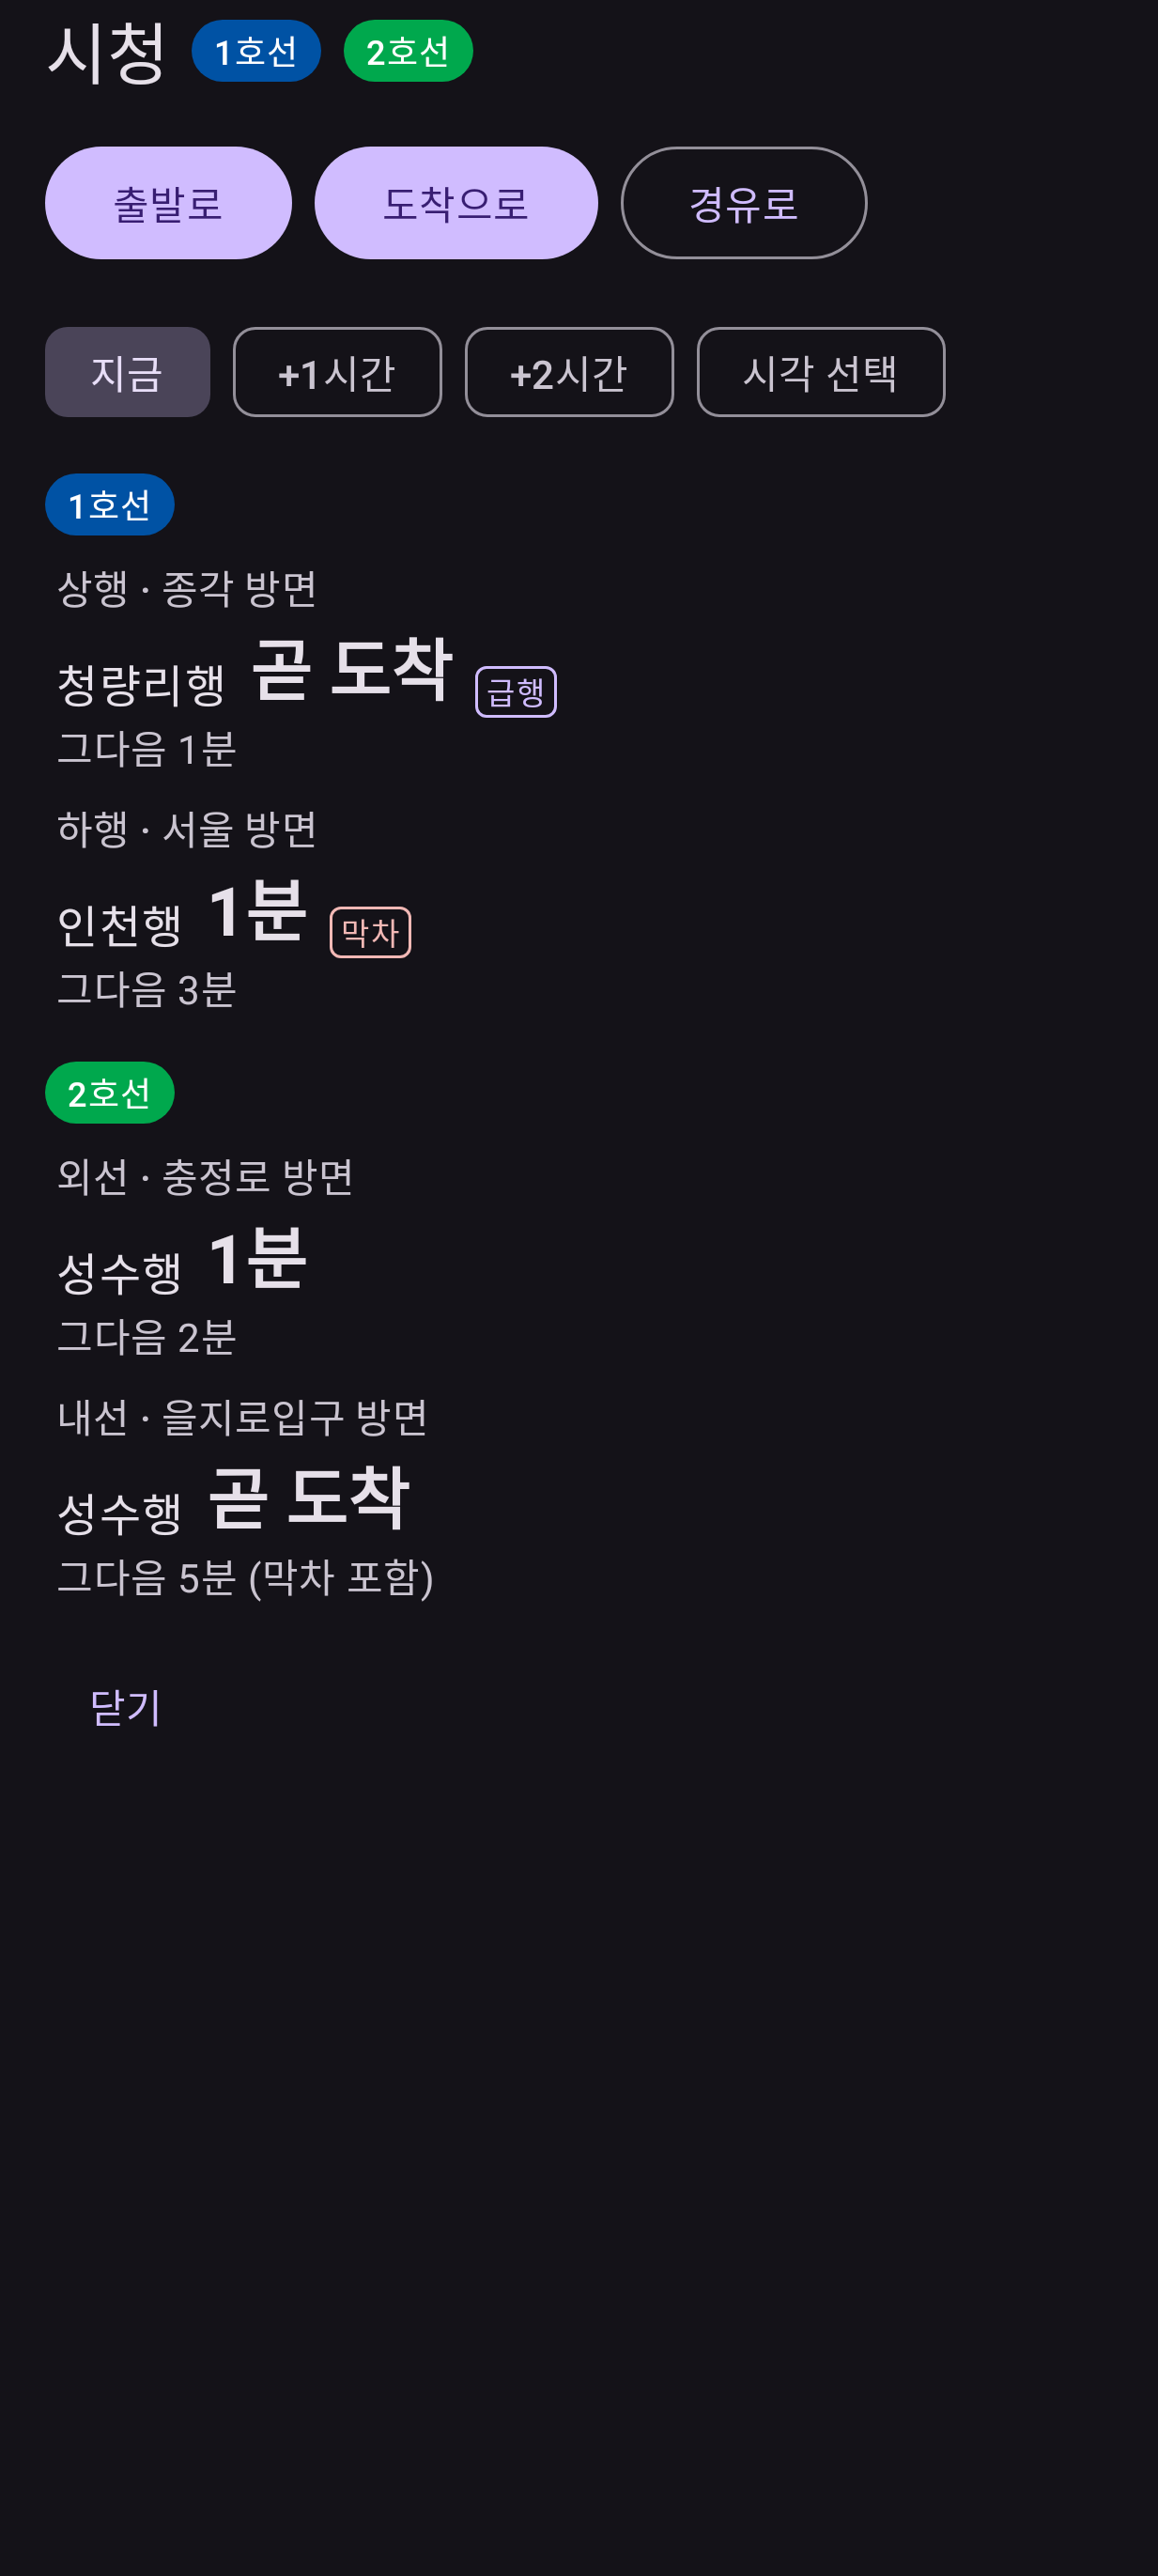 시청 1호선 2호선
출발로 도착으로 경유로
지금 +1시간 +2시간 시각 선택
1호선
상행 · 종각 방면
청량리행 곧 도착 급행
그다음 1분
하행 · 서울 방면
인천행 1분 막차
그다음 3분
2호선
외선 · 충정로 방면
성수행 1분
그다음 2분
내선 · 을지로입구 방면
성수행 곧 도착
그다음 5분 (막차 포함)
닫기